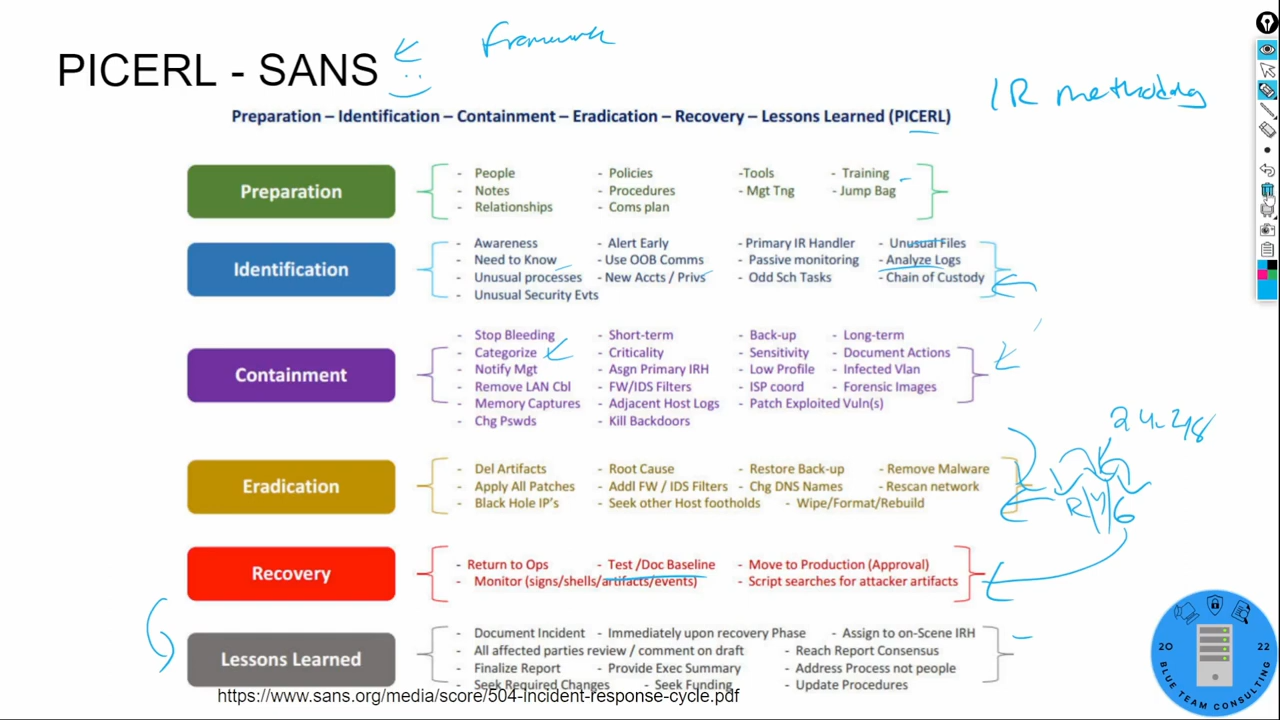 framework
PICERL - SANS
IR methodology
Preparation – Identification – Containment – Eradication – Recovery – Lessons Learned (PICERL)
Preparation
- People - Policies -Tools - Training
- Notes - Procedures - Mgt Tng - Jump Bag
- Relationships - Coms plan
Identification
- Awareness - Alert Early - Primary IR Handler - Unusual Files
- Need to Know - Use OOB Comms - Passive monitoring - Analyze Logs
- Unusual processes - New Accts / Privs - Odd Sch Tasks - Chain of Custody
- Unusual Security Evts
Containment
- Stop Bleeding - Short-term - Back-up - Long-term
- Categorize - Criticality - Sensitivity - Document Actions
- Notify Mgt - Asgn Primary IRH - Low Profile - Infected Vlan
- Remove LAN Cbl - FW/IDS Filters - ISP coord - Forensic Images
- Memory Captures - Adjacent Host Logs - Patch Exploited Vuln(s)
- Chg Pswds - Kill Backdoors
24-48
Eradication
- Del Artifacts - Root Cause - Restore Back-up - Remove Malware
- Apply All Patches - Addl FW / IDS Filters - Chg DNS Names - Rescan network
- Black Hole IP's - Seek other Host footholds - Wipe/Format/Rebuild
R/Y/G
Recovery
- Return to Ops - Test /Doc Baseline - Move to Production (Approval)
- Monitor (signs/shells/artifacts/events) - Script searches for attacker artifacts
Lessons Learned
- Document Incident - Immediately upon recovery Phase - Assign to on-Scene IRH
- All affected parties review / comment on draft - Reach Report Consensus
- Finalize Report - Provide Exec Summary - Address Process not people
- Seek Required Changes - Seek Funding - Update Procedures
https://www.sans.org/media/score/504-incident-response-cycle.pdf
20 22
BLUE TEAM CONSULTING